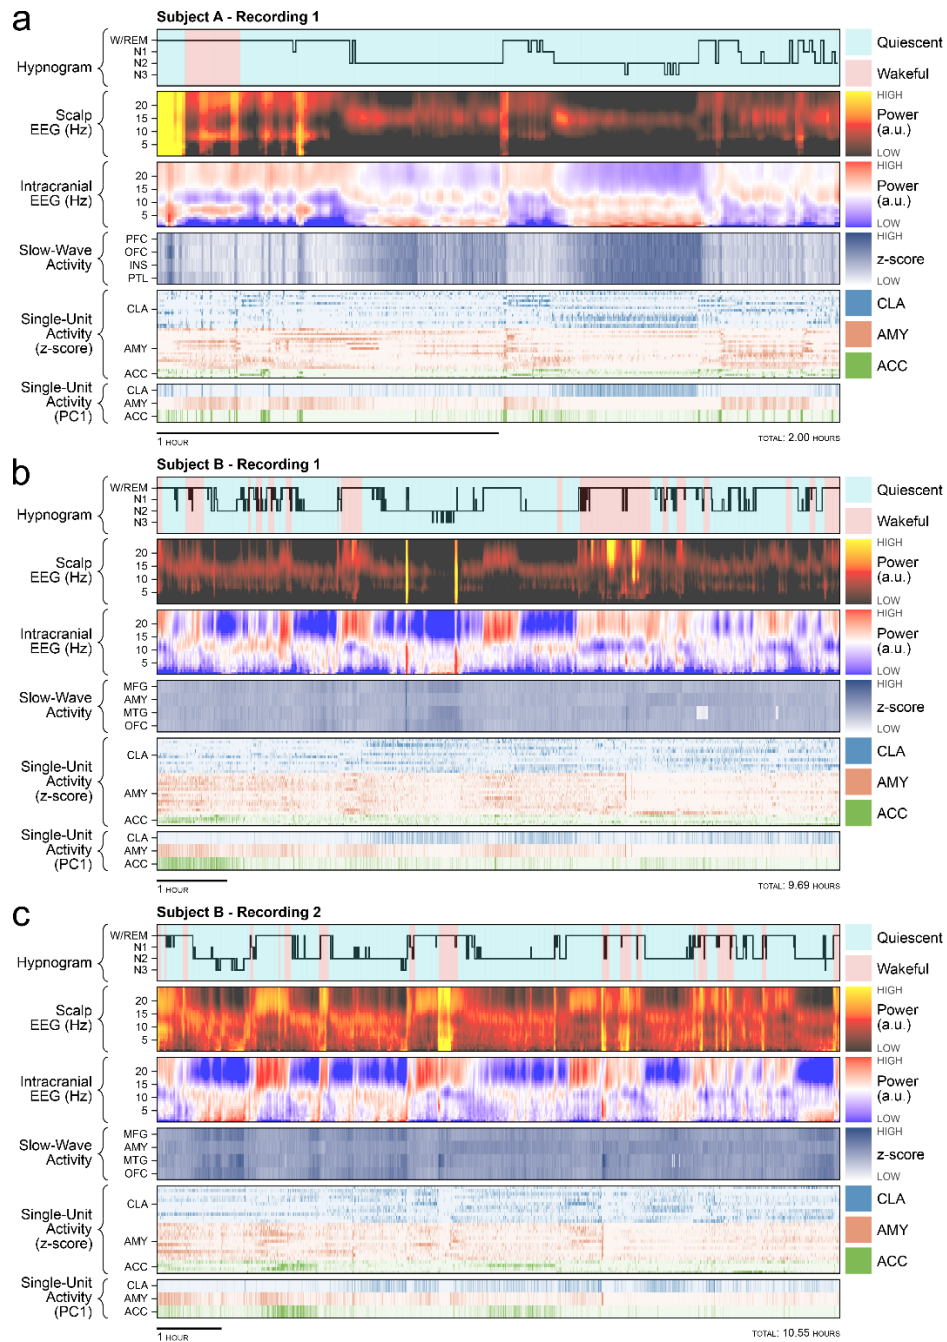 a
Subject A - Recording 1
Hypnogram
W/REM
N1
N2
N3
Quiescent
Wakeful
Scalp
EEG (Hz)
20
15
10
5
HIGH
Power
(a.u.)
LOW
Intracranial
EEG (Hz)
20
15
10
5
HIGH
Power
(a.u.)
LOW
Slow-Wave
Activity
PFC
OFC
INS
PTL
HIGH
z-score
LOW
Single-Unit
Activity
(z-score)
CLA
AMY
ACC
CLA
AMY
ACC
Single-Unit
Activity
(PC1)
CLA
AMY
ACC
1 HOUR
TOTAL: 2.00 HOURS
b
Subject B - Recording 1
Hypnogram
W/REM
N1
N2
N3
Quiescent
Wakeful
Scalp
EEG (Hz)
20
15
10
5
HIGH
Power
(a.u.)
LOW
Intracranial
EEG (Hz)
20
15
10
5
HIGH
Power
(a.u.)
LOW
Slow-Wave
Activity
MFG
AMY
MTG
OFC
HIGH
z-score
LOW
Single-Unit
Activity
(z-score)
CLA
AMY
ACC
CLA
AMY
ACC
Single-Unit
Activity
(PC1)
CLA
AMY
ACC
1 HOUR
TOTAL: 9.69 HOURS
c
Subject B - Recording 2
Hypnogram
W/REM
N1
N2
N3
Quiescent
Wakeful
Scalp
EEG (Hz)
20
15
10
5
HIGH
Power
(a.u.)
LOW
Intracranial
EEG (Hz)
20
15
10
5
HIGH
Power
(a.u.)
LOW
Slow-Wave
Activity
MFG
AMY
MTG
OFC
HIGH
z-score
LOW
Single-Unit
Activity
(z-score)
CLA
AMY
ACC
CLA
AMY
ACC
Single-Unit
Activity
(PC1)
CLA
AMY
ACC
1 HOUR
TOTAL: 10.55 HOURS